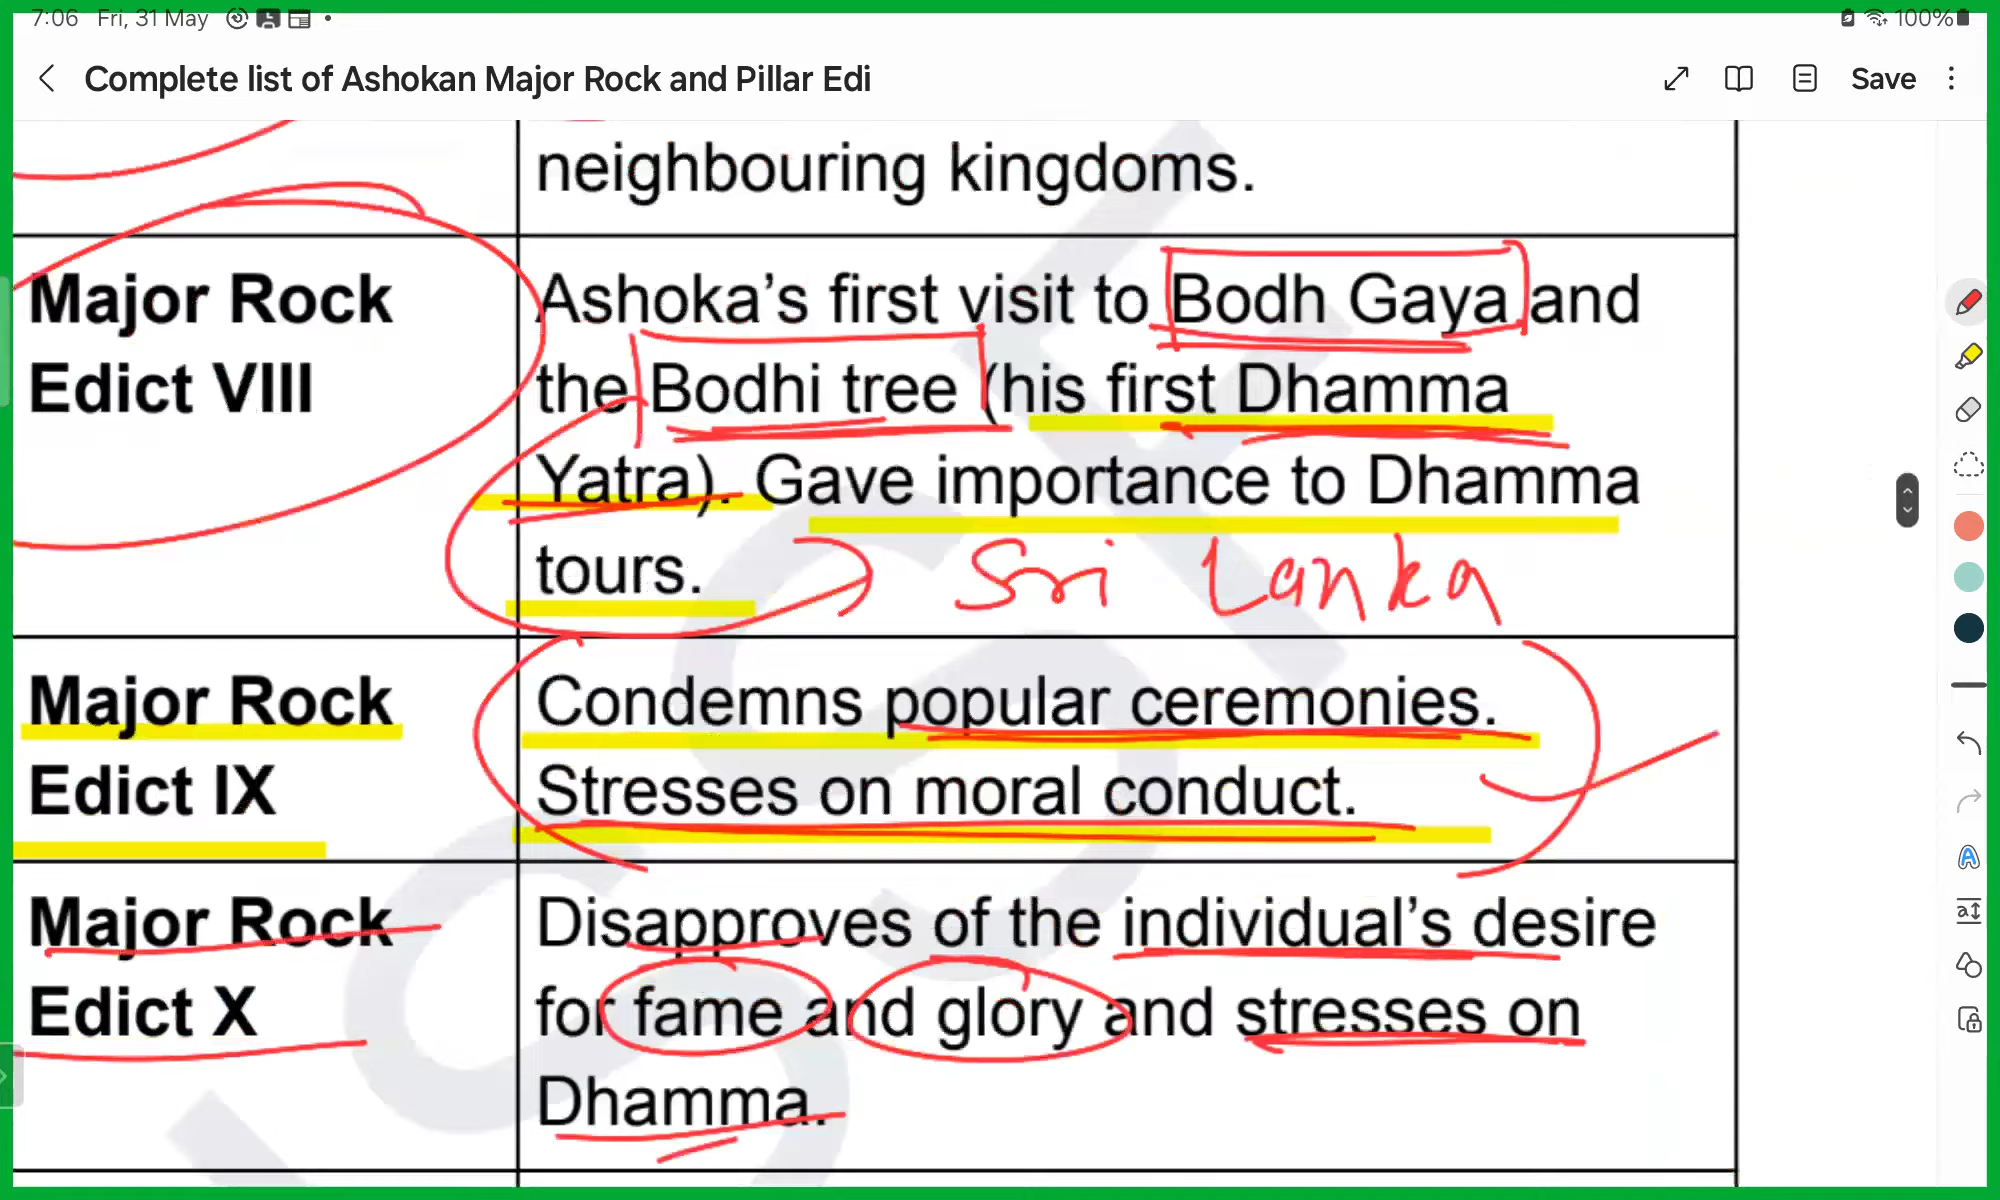 7:06 Fri, 31 May
100%
Complete list of Ashokan Major Rock and Pillar Edi
Save
neighbouring kingdoms.
Major Rock
Edict VIII
Ashoka's first visit to Bodh Gaya and
the Bodhi tree (his first Dhamma
Yatra). Gave importance to Dhamma
tours.
Sri Lanka
Major Rock
Edict IX
Condemns popular ceremonies.
Stresses on moral conduct.
Major Rock
Edict X
Disapproves of the individual's desire
for fame and glory and stresses on
Dhamma.